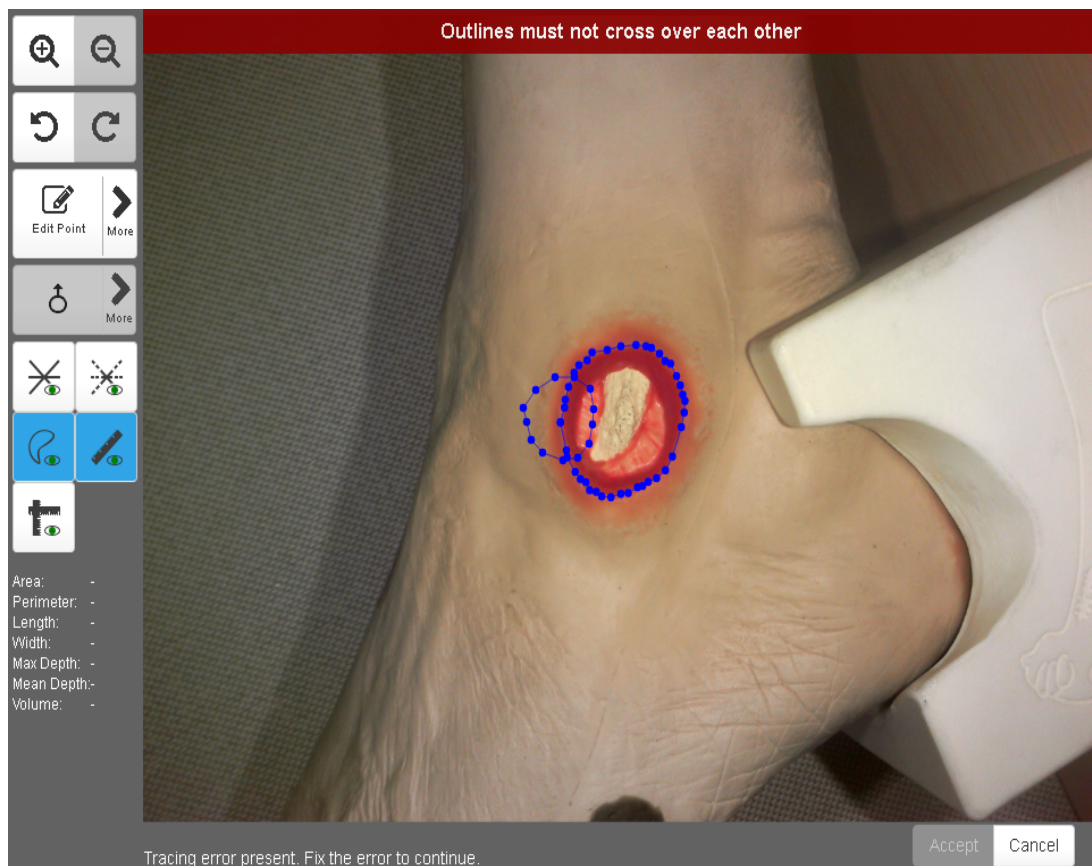 Outlines must not cross over each other
Edit Point
More
More
Area: -
Perimeter: -
Length: -
Width: -
Max Depth: -
Mean Depth:-
Volume: -
Tracing error present. Fix the error to continue.
Accept
Cancel